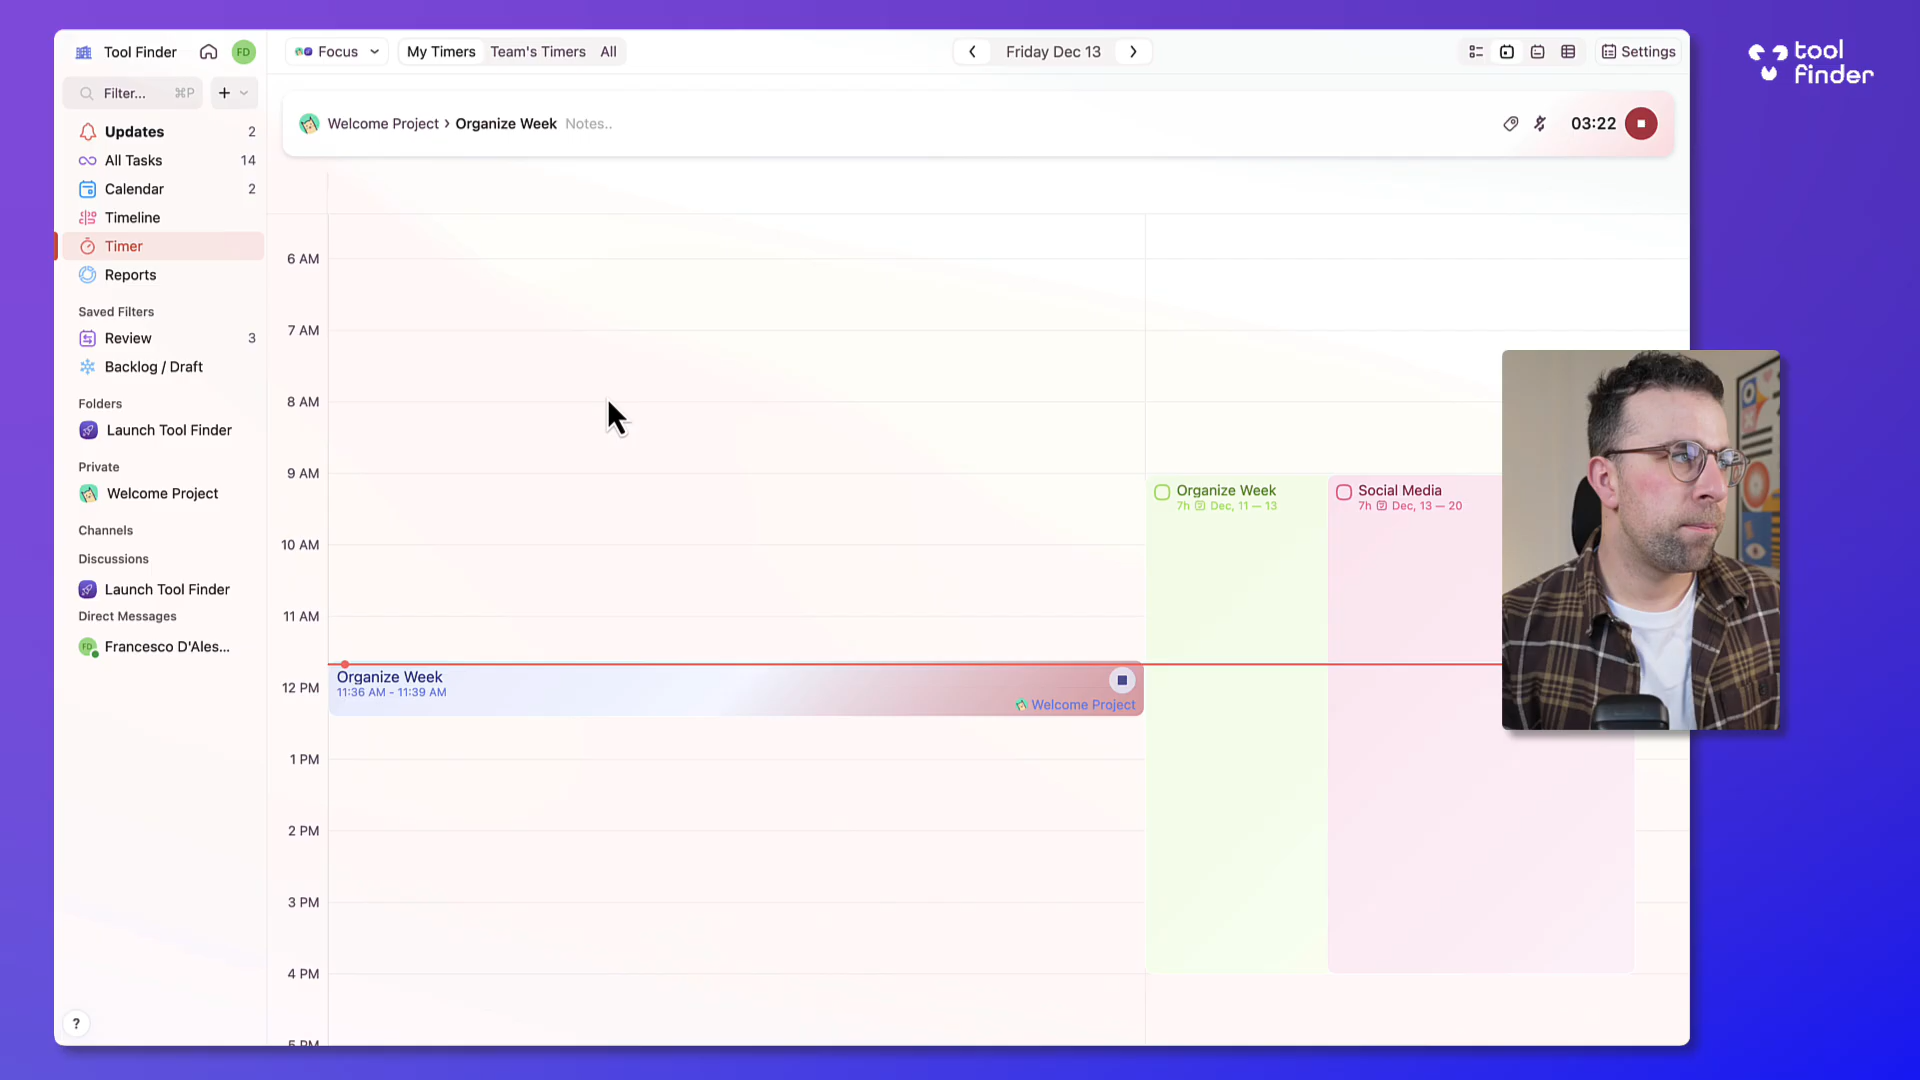 Tool Finder
FD
Focus
My Timers
Team's Timers
All
Friday Dec 13
Settings
tool
finder
Filter...
⌘P
Welcome Project › Organize Week Notes..
03:22
Updates 2
All Tasks 14
Calendar 2
Timeline
Timer
Reports
Saved Filters
Review 3
Backlog / Draft
Folders
Launch Tool Finder
Private
Welcome Project
Channels
Discussions
Launch Tool Finder
Direct Messages
FD
Francesco D'Ales...
?
6 AM
7 AM
8 AM
9 AM
10 AM
11 AM
12 PM
1 PM
2 PM
3 PM
4 PM
5 PM
Organize Week
11:36 AM - 11:39 AM
Welcome Project
Organize Week
7h Dec, 11 — 13
Social Media
7h Dec, 13 — 20